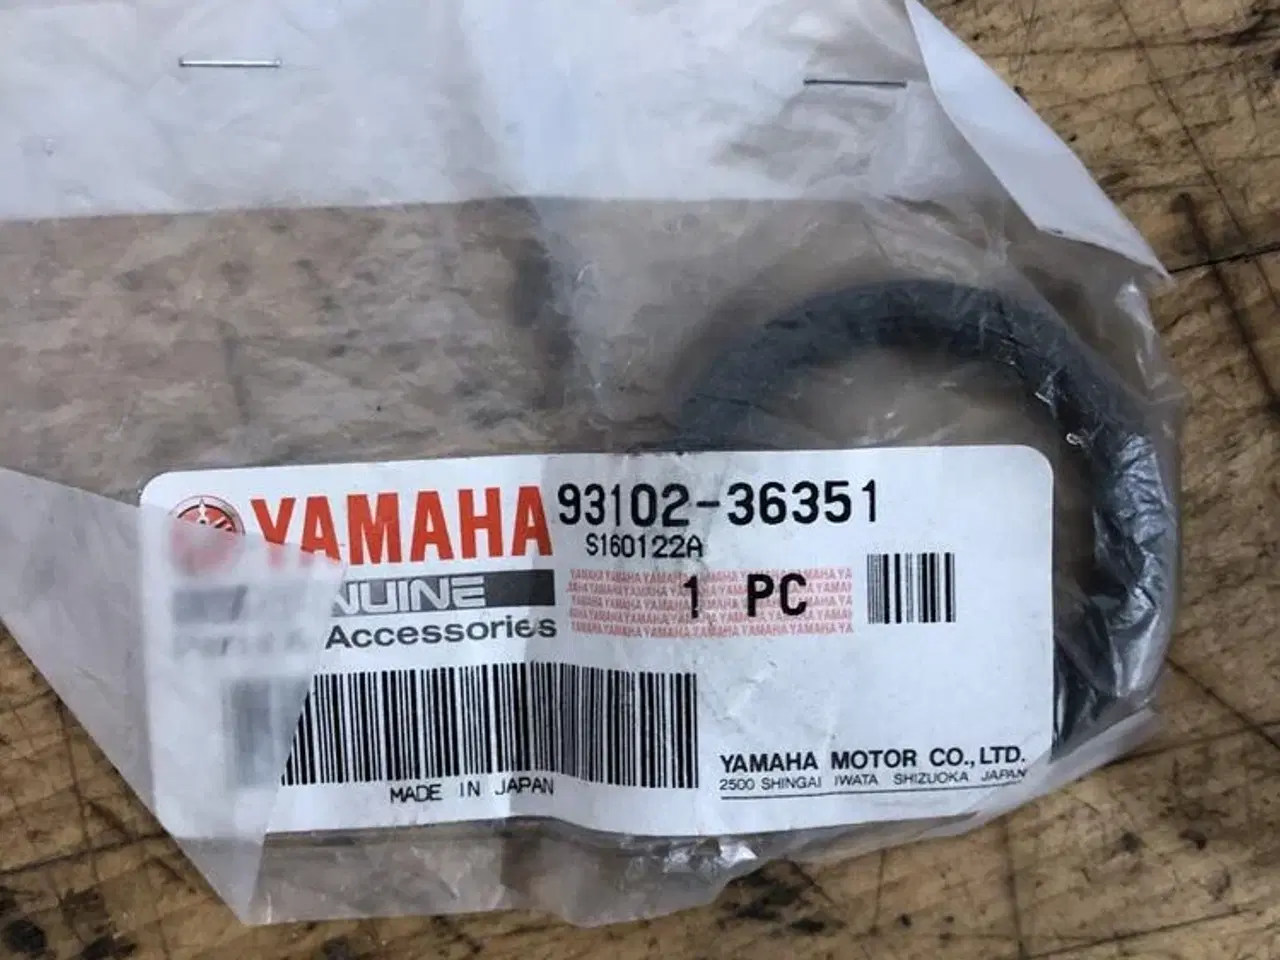 YAMAHA 93102-36351
S160122A
NUINE
1 PC
Accessories
MADE IN JAPAN
YAMAHA MOTOR CO.,LTD.
2500 SHINGAI IWATA SHIZUOKA JAPAN